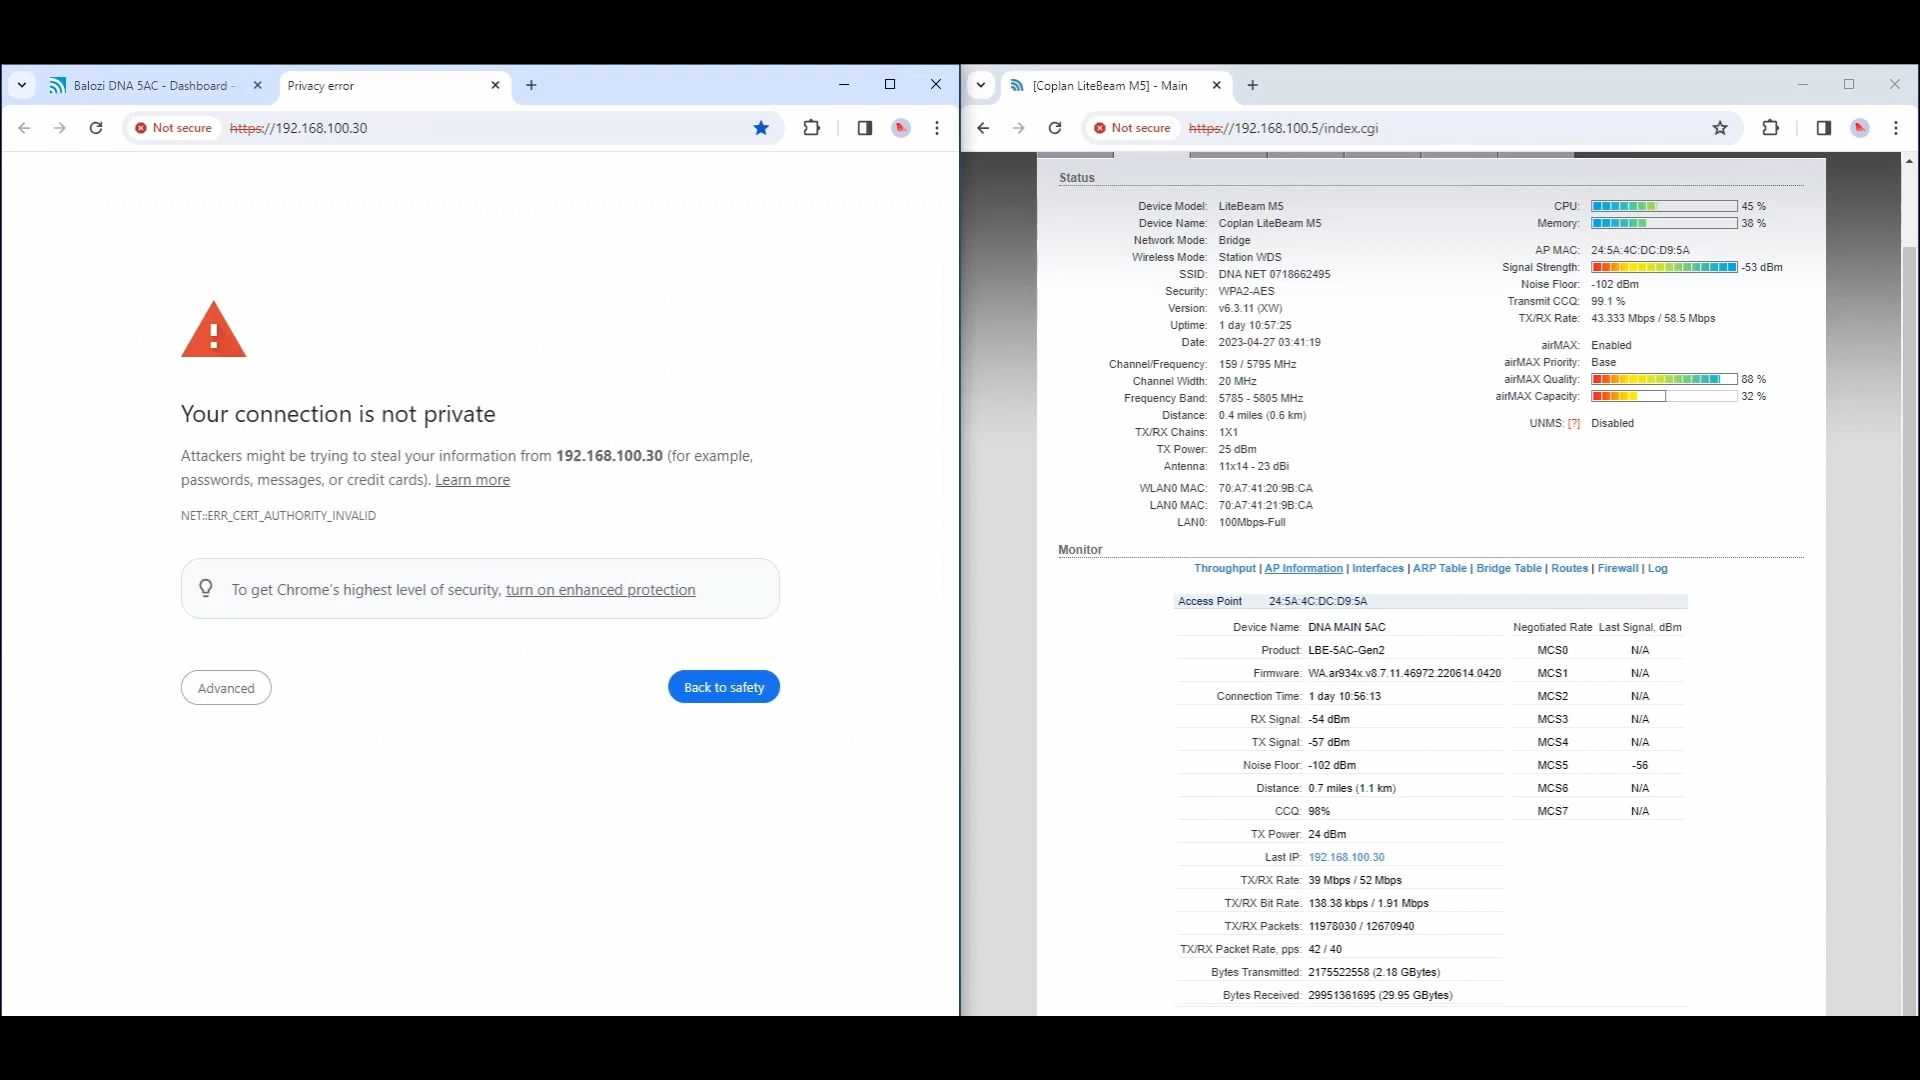 Balozi DNA 5AC - Dashboard -
Privacy error
Not secure
https://192.168.100.30
Your connection is not private
Attackers might be trying to steal your information from 192.168.100.30 (for example,
passwords, messages, or credit cards). Learn more
NET::ERR_CERT_AUTHORITY_INVALID
To get Chrome's highest level of security, turn on enhanced protection
Advanced
Back to safety
[Coplan LiteBeam M5] - Main
Not secure
https://192.168.100.5/index.cgi
Status
Device Model: LiteBeam M5
Device Name: Coplan LiteBeam M5
Network Mode: Bridge
Wireless Mode: Station WDS
SSID: DNA NET 0718662495
Security: WPA2-AES
Version: v6.3.11 (XW)
Uptime: 1 day 10:57:25
Date: 2023-04-27 03:41:19
Channel/Frequency: 159 / 5795 MHz
Channel Width: 20 MHz
Frequency Band: 5785 - 5805 MHz
Distance: 0.4 miles (0.6 km)
TX/RX Chains: 1X1
TX Power: 25 dBm
Antenna: 11x14 - 23 dBi
WLAN0 MAC: 70:A7:41:20:9B:CA
LAN0 MAC: 70:A7:41:21:9B:CA
LAN0: 100Mbps-Full
CPU: 45 %
Memory: 38 %
AP MAC: 24:5A:4C:DC:D9:5A
Signal Strength: -53 dBm
Noise Floor: -102 dBm
Transmit CCQ: 99.1 %
TX/RX Rate: 43.333 Mbps / 58.5 Mbps
airMAX: Enabled
airMAX Priority: Base
airMAX Quality: 88 %
airMAX Capacity: 32 %
UNMS: [?] Disabled
Monitor
Throughput | AP Information | Interfaces | ARP Table | Bridge Table | Routes | Firewall | Log
Access Point 24:5A:4C:DC:D9:5A
Device Name: DNA MAIN 5AC
Product: LBE-5AC-Gen2
Firmware: WA.ar934x.v8.7.11.46972.220614.0420
Connection Time: 1 day 10:56:13
RX Signal: -54 dBm
TX Signal: -57 dBm
Noise Floor: -102 dBm
Distance: 0.7 miles (1.1 km)
CCQ: 98%
TX Power: 24 dBm
Last IP: 192.168.100.30
TX/RX Rate: 39 Mbps / 52 Mbps
TX/RX Bit Rate: 138.38 kbps / 1.91 Mbps
TX/RX Packets: 11978030 / 12670940
TX/RX Packet Rate, pps: 42 / 40
Bytes Transmitted: 2175522558 (2.18 GBytes)
Bytes Received: 29951361695 (29.95 GBytes)
Negotiated Rate Last Signal, dBm
MCS0 N/A
MCS1 N/A
MCS2 N/A
MCS3 N/A
MCS4 N/A
MCS5 -56
MCS6 N/A
MCS7 N/A